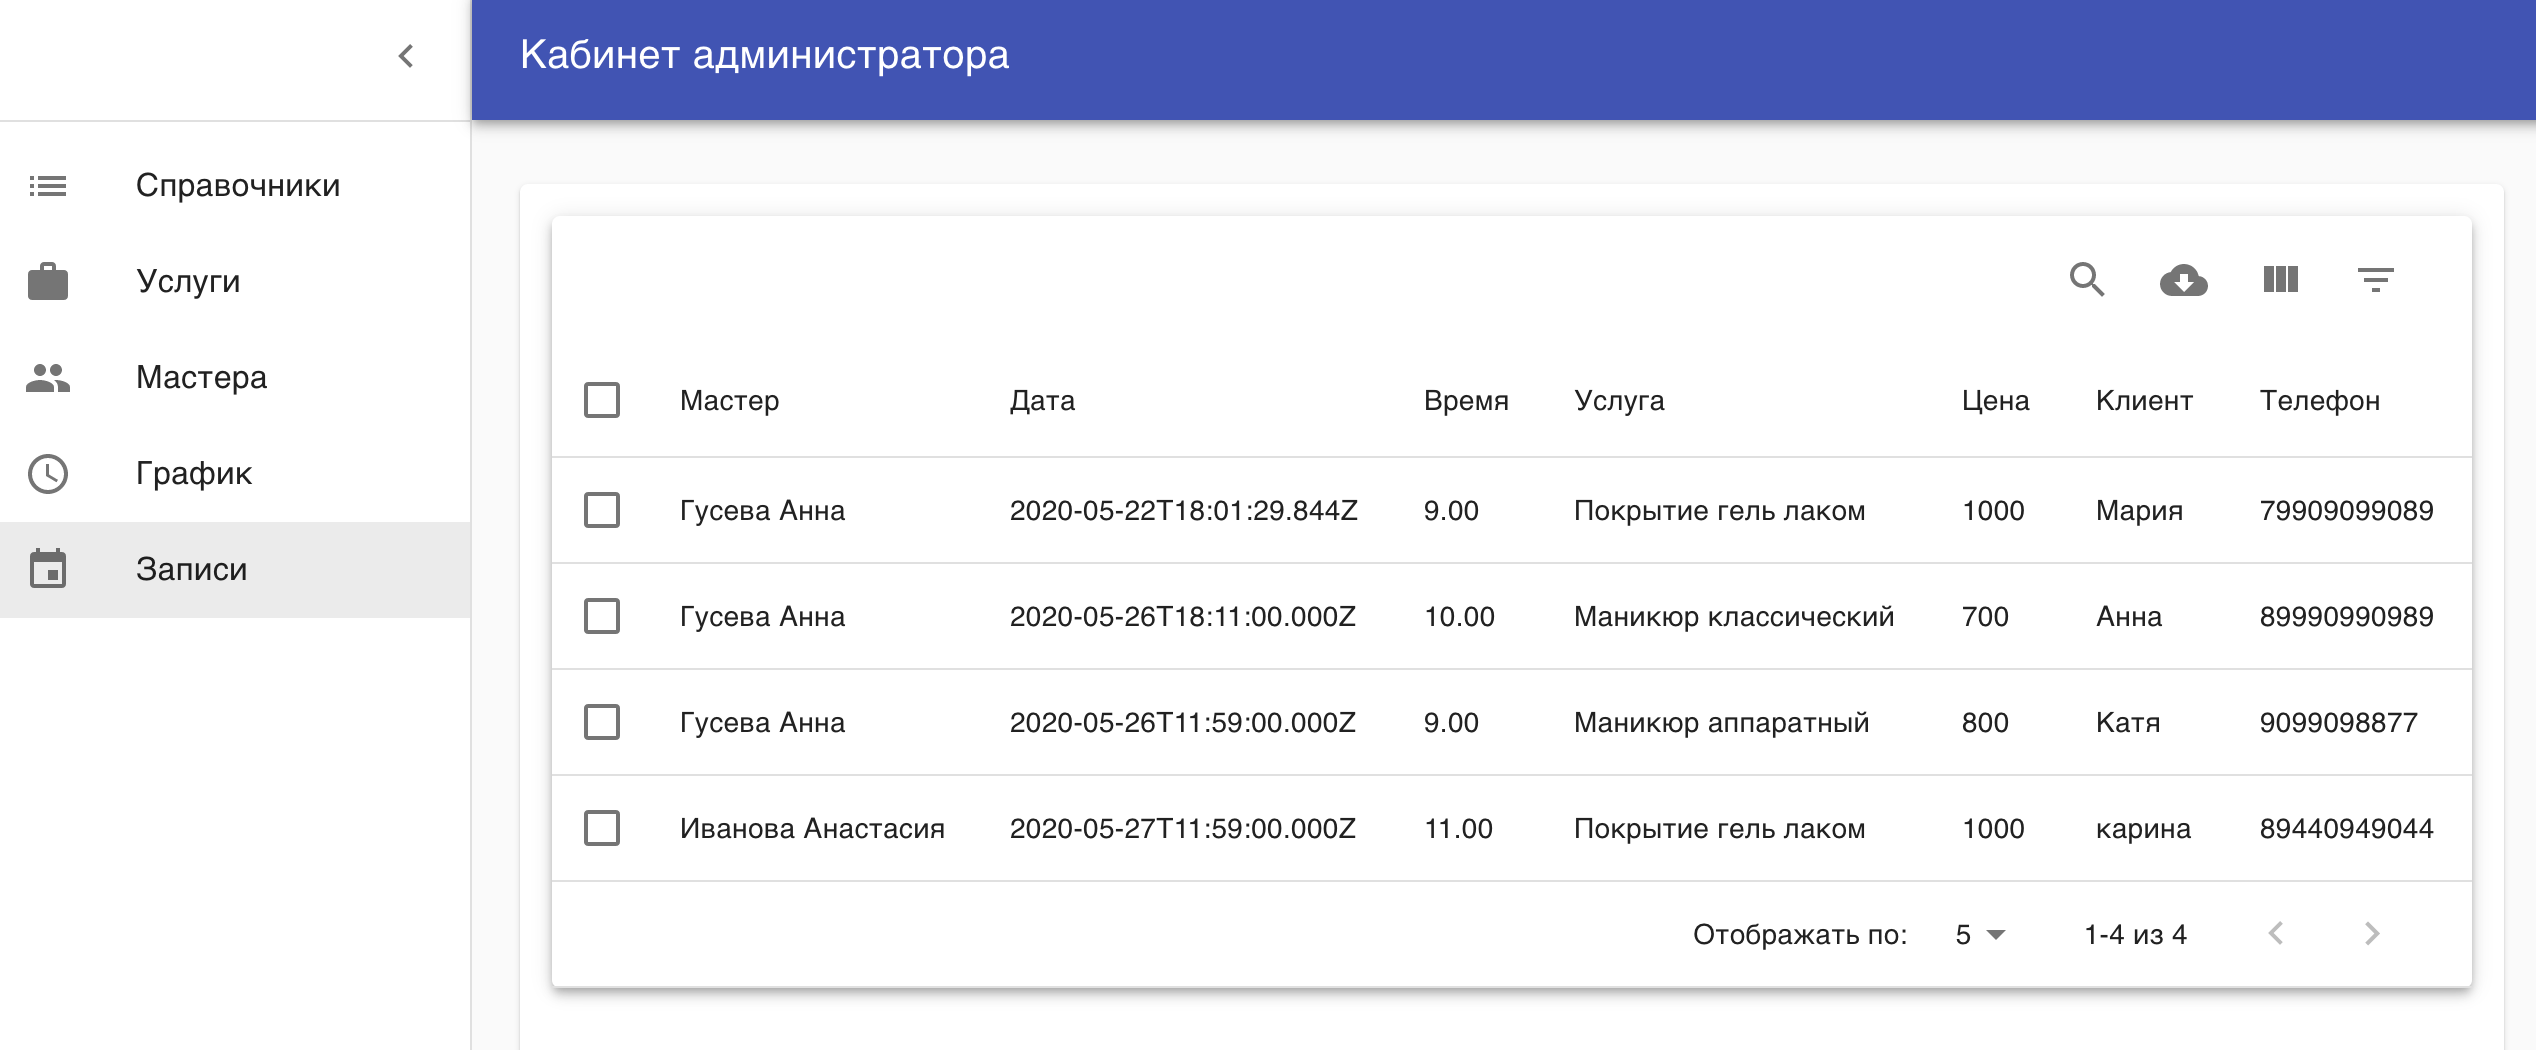 Кабинет администратора
Справочники
Услуги
Мастера
График
Записи
Мастер Дата Время Услуга Цена Клиент Телефон
Гусева Анна 2020-05-22T18:01:29.844Z 9.00 Покрытие гель лаком 1000 Мария 79909099089
Гусева Анна 2020-05-26T18:11:00.000Z 10.00 Маникюр классический 700 Анна 89990990989
Гусева Анна 2020-05-26T11:59:00.000Z 9.00 Маникюр аппаратный 800 Катя 9099098877
Иванова Анастасия 2020-05-27T11:59:00.000Z 11.00 Покрытие гель лаком 1000 карина 89440949044
Отображать по: 5 1-4 из 4